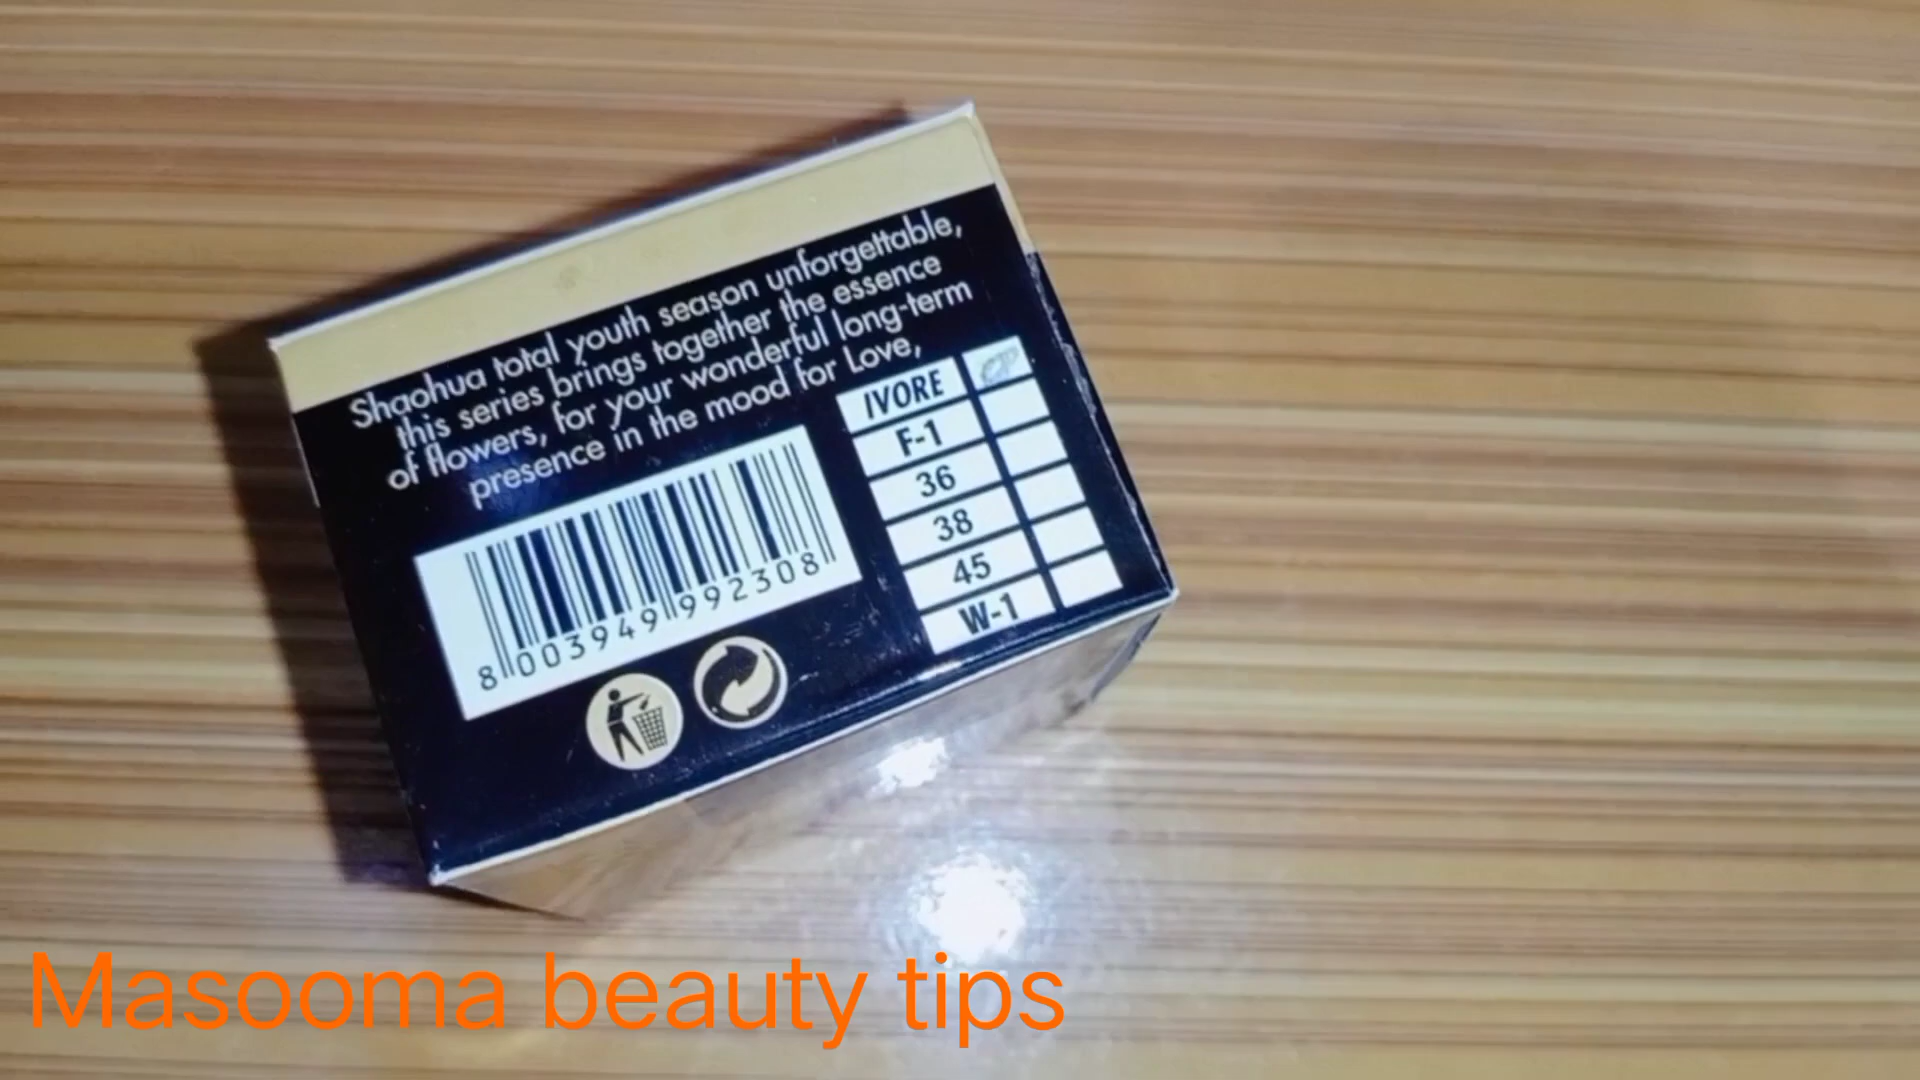 Shaohua total youth season unforgettable,
this series brings together the essence
of flowers, for your wonderful long-term
presence in the mood for Love,
IVORE
F-1
36
38
45
W-1
8 003949 992308
Masooma beauty tips